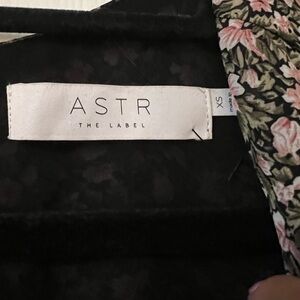 ASTR
THE LABEL
XS